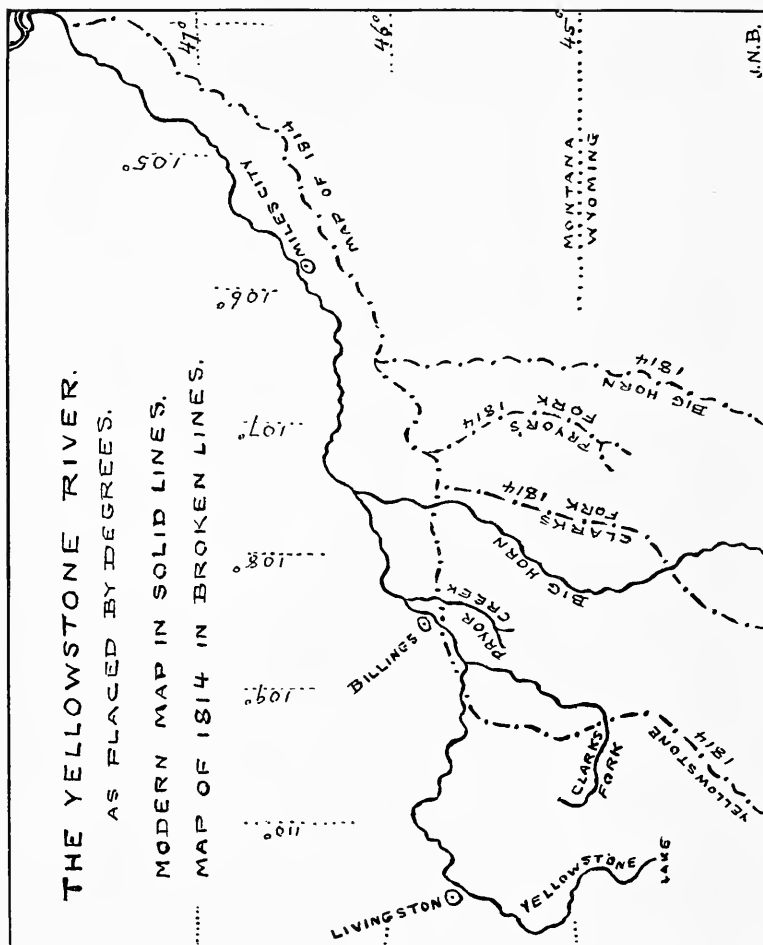 THE YELLOWSTONE RIVER.
AS PLACED BY DEGREES.
MODERN MAP IN SOLID LINES.
MAP OF 1814 IN BROKEN LINES.
LIVINGSTON
BILLINGS
MILES CITY
MAP OF 1814
110°
109°
108°
107°
106°
105°
47°
46°
45°
YELLOWSTONE
LAKE
CLARKS
FORK
PRYOR
CREEK
BIG HORN
YELLOWSTONE
1814
CLARKS
FORK 1814
PRYOR'S
FORK
1814
BIG HORN
1814
MONTANA
WYOMING
J.N.B.